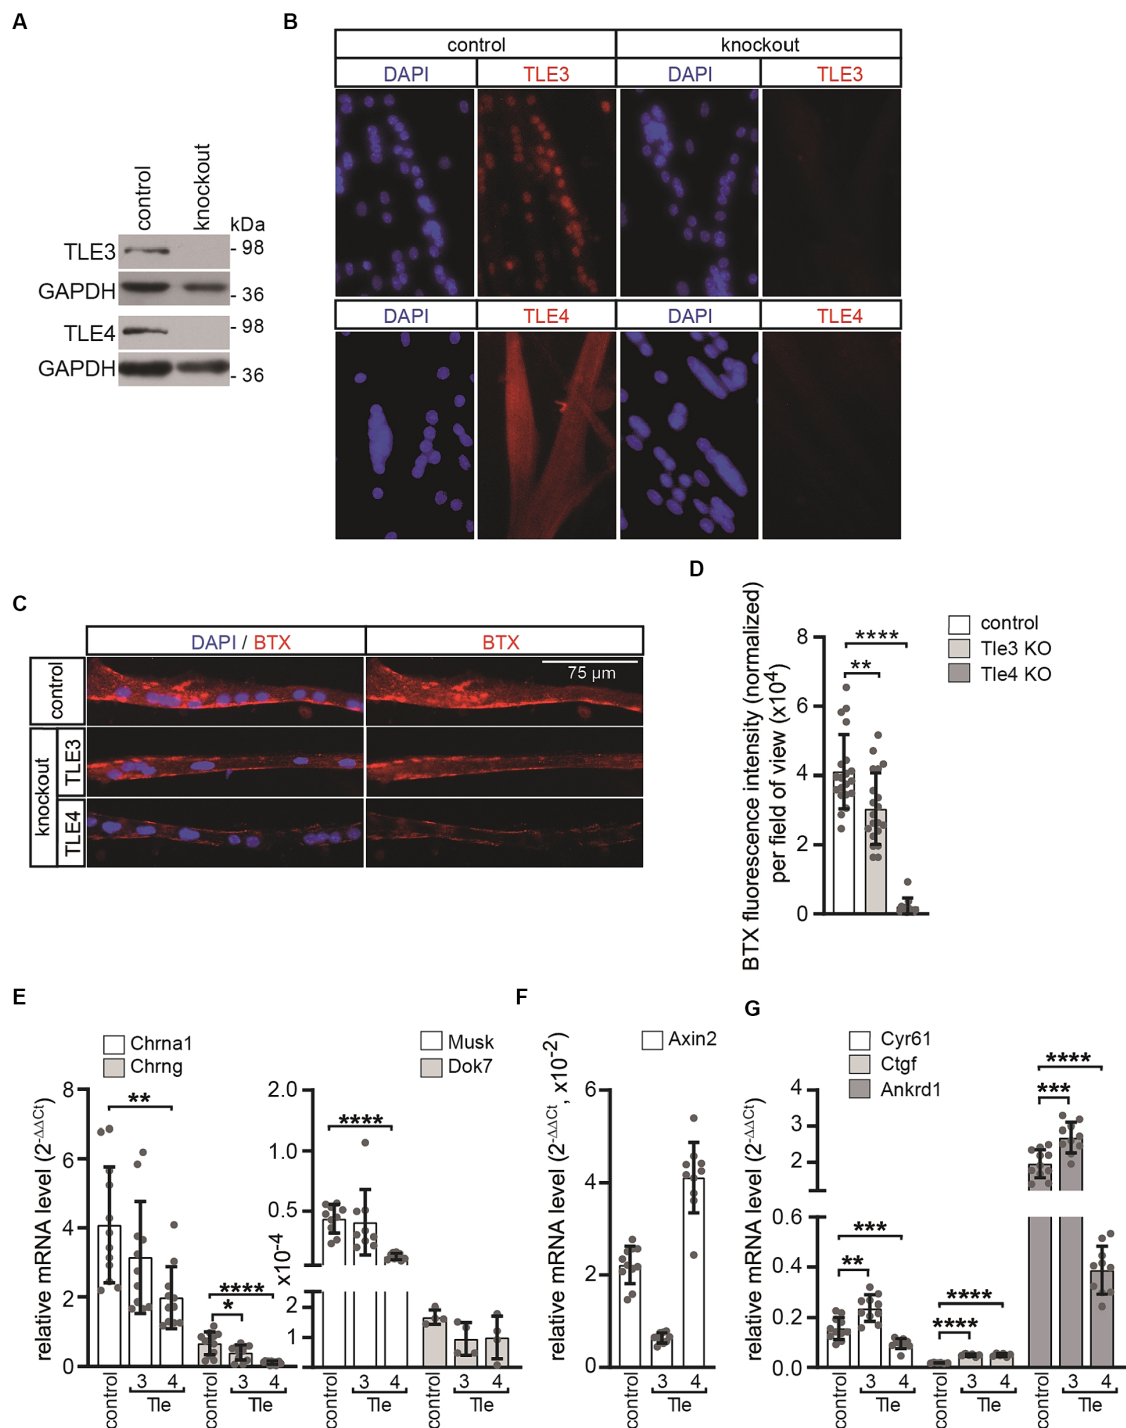 A
control
knockout
kDa
TLE3
- 98
GAPDH
- 36
TLE4
- 98
GAPDH
- 36
B
control knockout
DAPI TLE3 DAPI TLE3
DAPI TLE4 DAPI TLE4
C
DAPI / BTX BTX
control
75 µm
knockout
TLE3
TLE4
D
BTX fluorescence intensity (normalized)
per field of view (x10⁴)
control
Tle3 KO
Tle4 KO
8
6
4
2
0
****
**
E
Chrna1
Chrng
Musk
Dok7
relative mRNA level (2^-ΔΔCt)
8
6
4
2
0
**
****
*
control
3 4
Tle
control
3 4
Tle
x10⁻⁴
2.0
1.0
0.5
2
1
****
control
3 4
Tle
control
3 4
Tle
F
Axin2
relative mRNA level (2^-ΔΔCt, x10⁻²)
6
4
2
0
control
3 4
Tle
G
Cyr61
Ctgf
Ankrd1
relative mRNA level (2^-ΔΔCt)
4
3
2
0.6
0.4
0.2
0.0
***
**
****
****
****
***
control
3 4
Tle
control
3 4
Tle
control
3 4
Tle